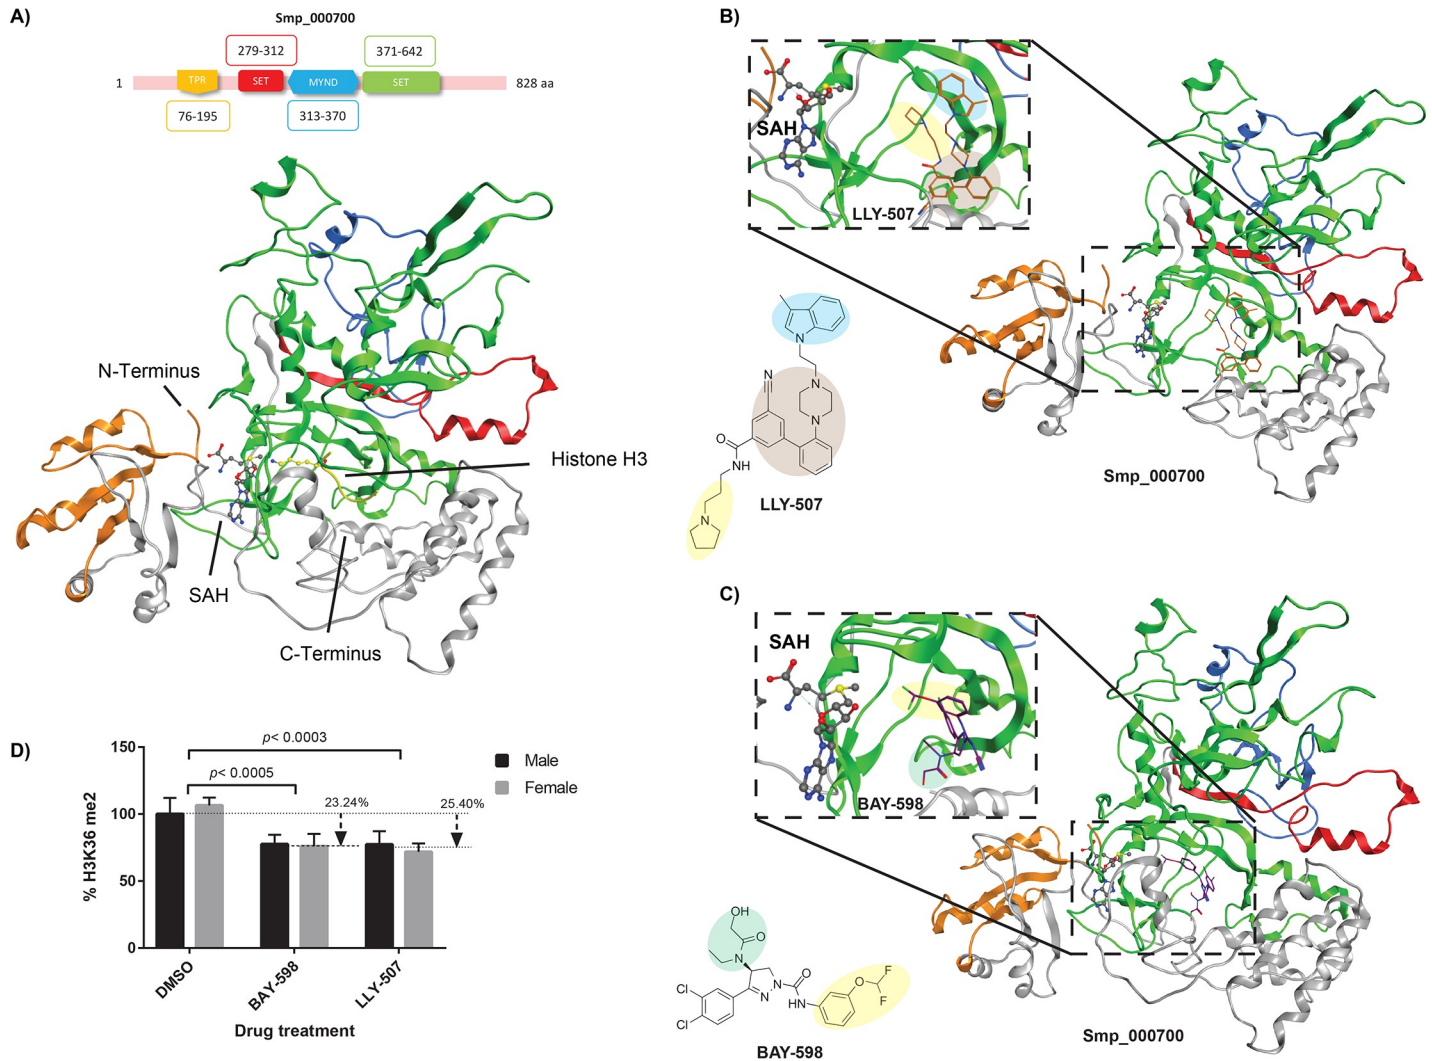 A)
Smp_000700
279-312
371-642
1
TPR
SET
MYND
SET
828 aa
76-195
313-370
N-Terminus
Histone H3
SAH
C-Terminus
B)
SAH
LLY-507
N
N
N
N
O
NH
N
LLY-507
Smp_000700
C)
SAH
BAY-598
OH
O
N
Cl
Cl
N
N
O
HN
O
F
F
BAY-598
Smp_000700
D)
p< 0.0003
p< 0.0005
Male
Female
23.24%
25.40%
% H3K36 me2
150
100
50
0
DMSO
BAY-598
LLY-507
Drug treatment